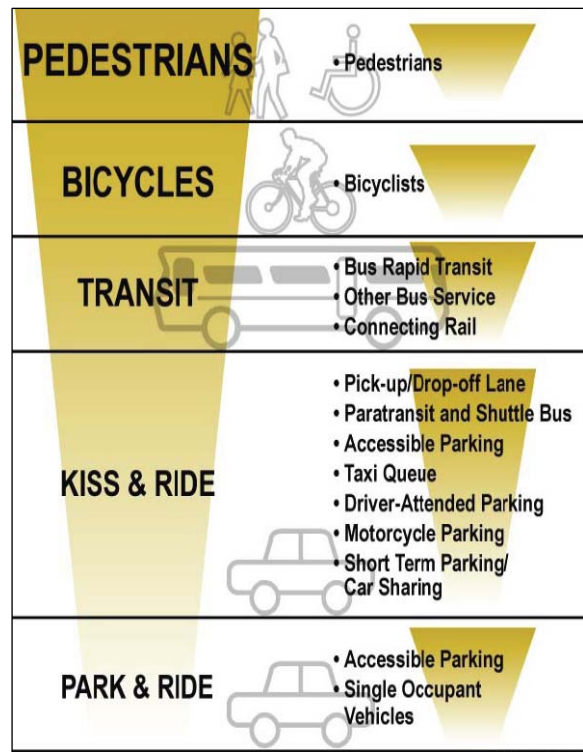 PEDESTRIANS
• Pedestrians
BICYCLES
• Bicyclists
TRANSIT
• Bus Rapid Transit
• Other Bus Service
• Connecting Rail
KISS & RIDE
• Pick-up/Drop-off Lane
• Paratransit and Shuttle Bus
• Accessible Parking
• Taxi Queue
• Driver-Attended Parking
• Motorcycle Parking
• Short Term Parking/
Car Sharing
PARK & RIDE
• Accessible Parking
• Single Occupant
Vehicles